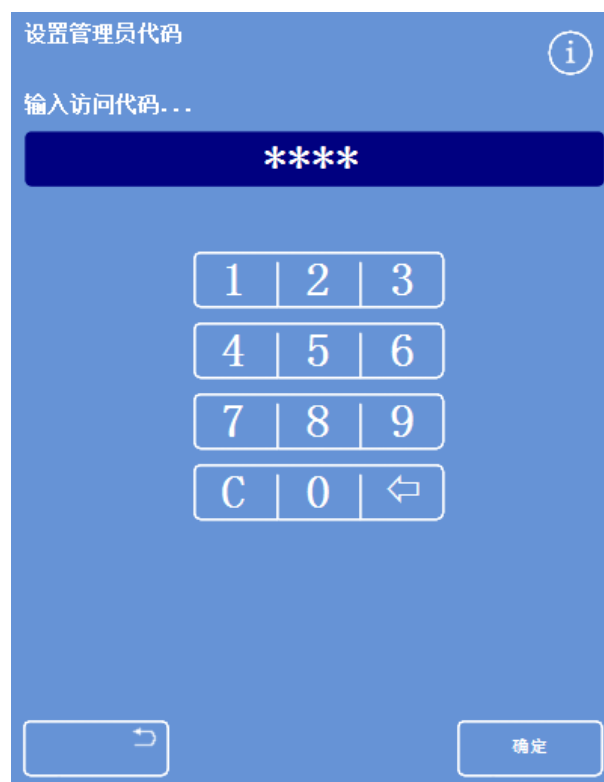 设置管理员代码
i
输入访问代码...
****
1 | 2 | 3
4 | 5 | 6
7 | 8 | 9
C | 0 | ⇦
确定